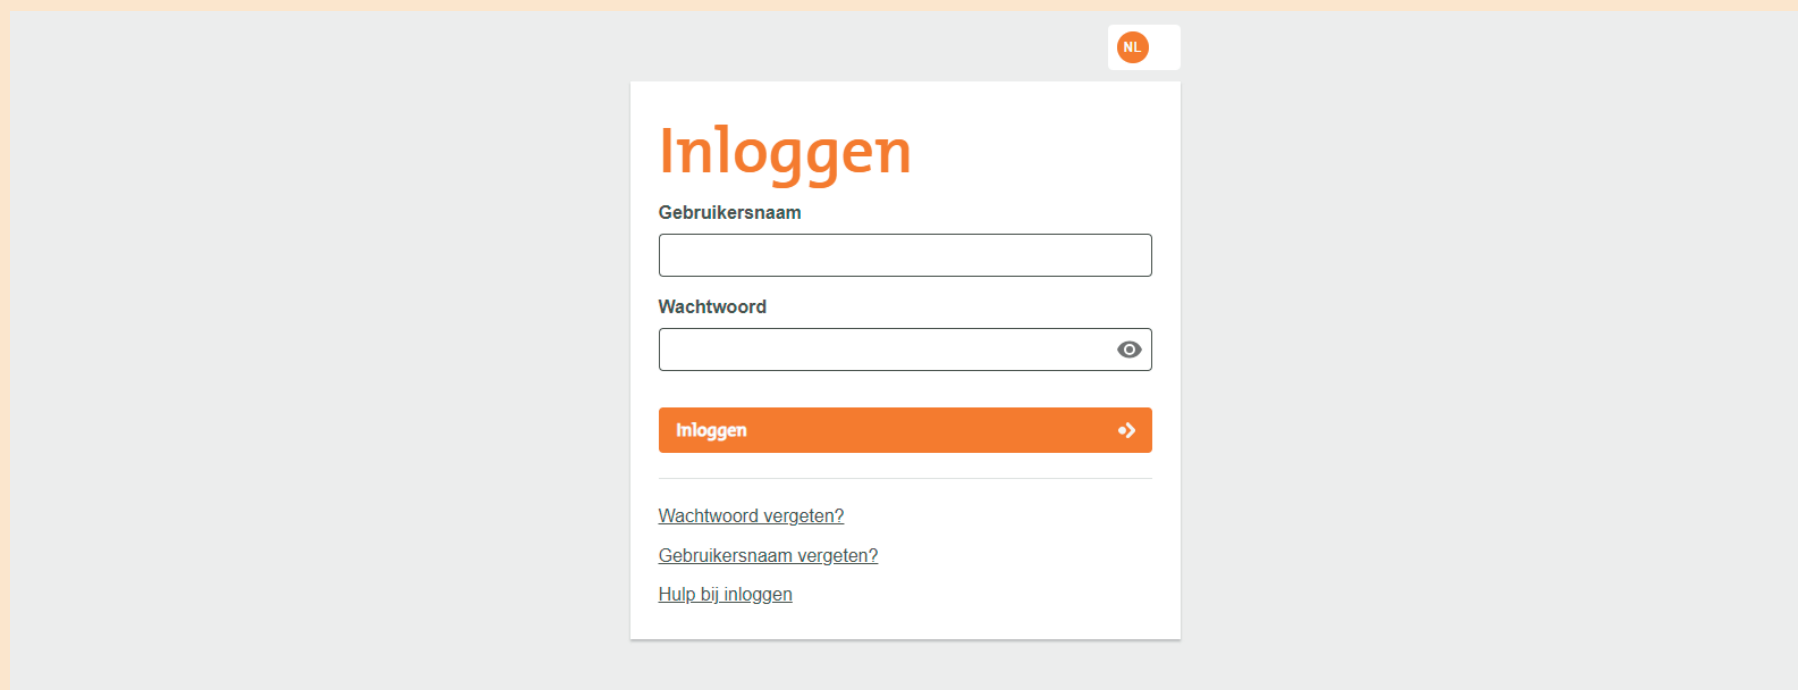 NL
Inloggen
Gebruikersnaam
Wachtwoord
Inloggen
Wachtwoord vergeten?
Gebruikersnaam vergeten?
Hulp bij inloggen